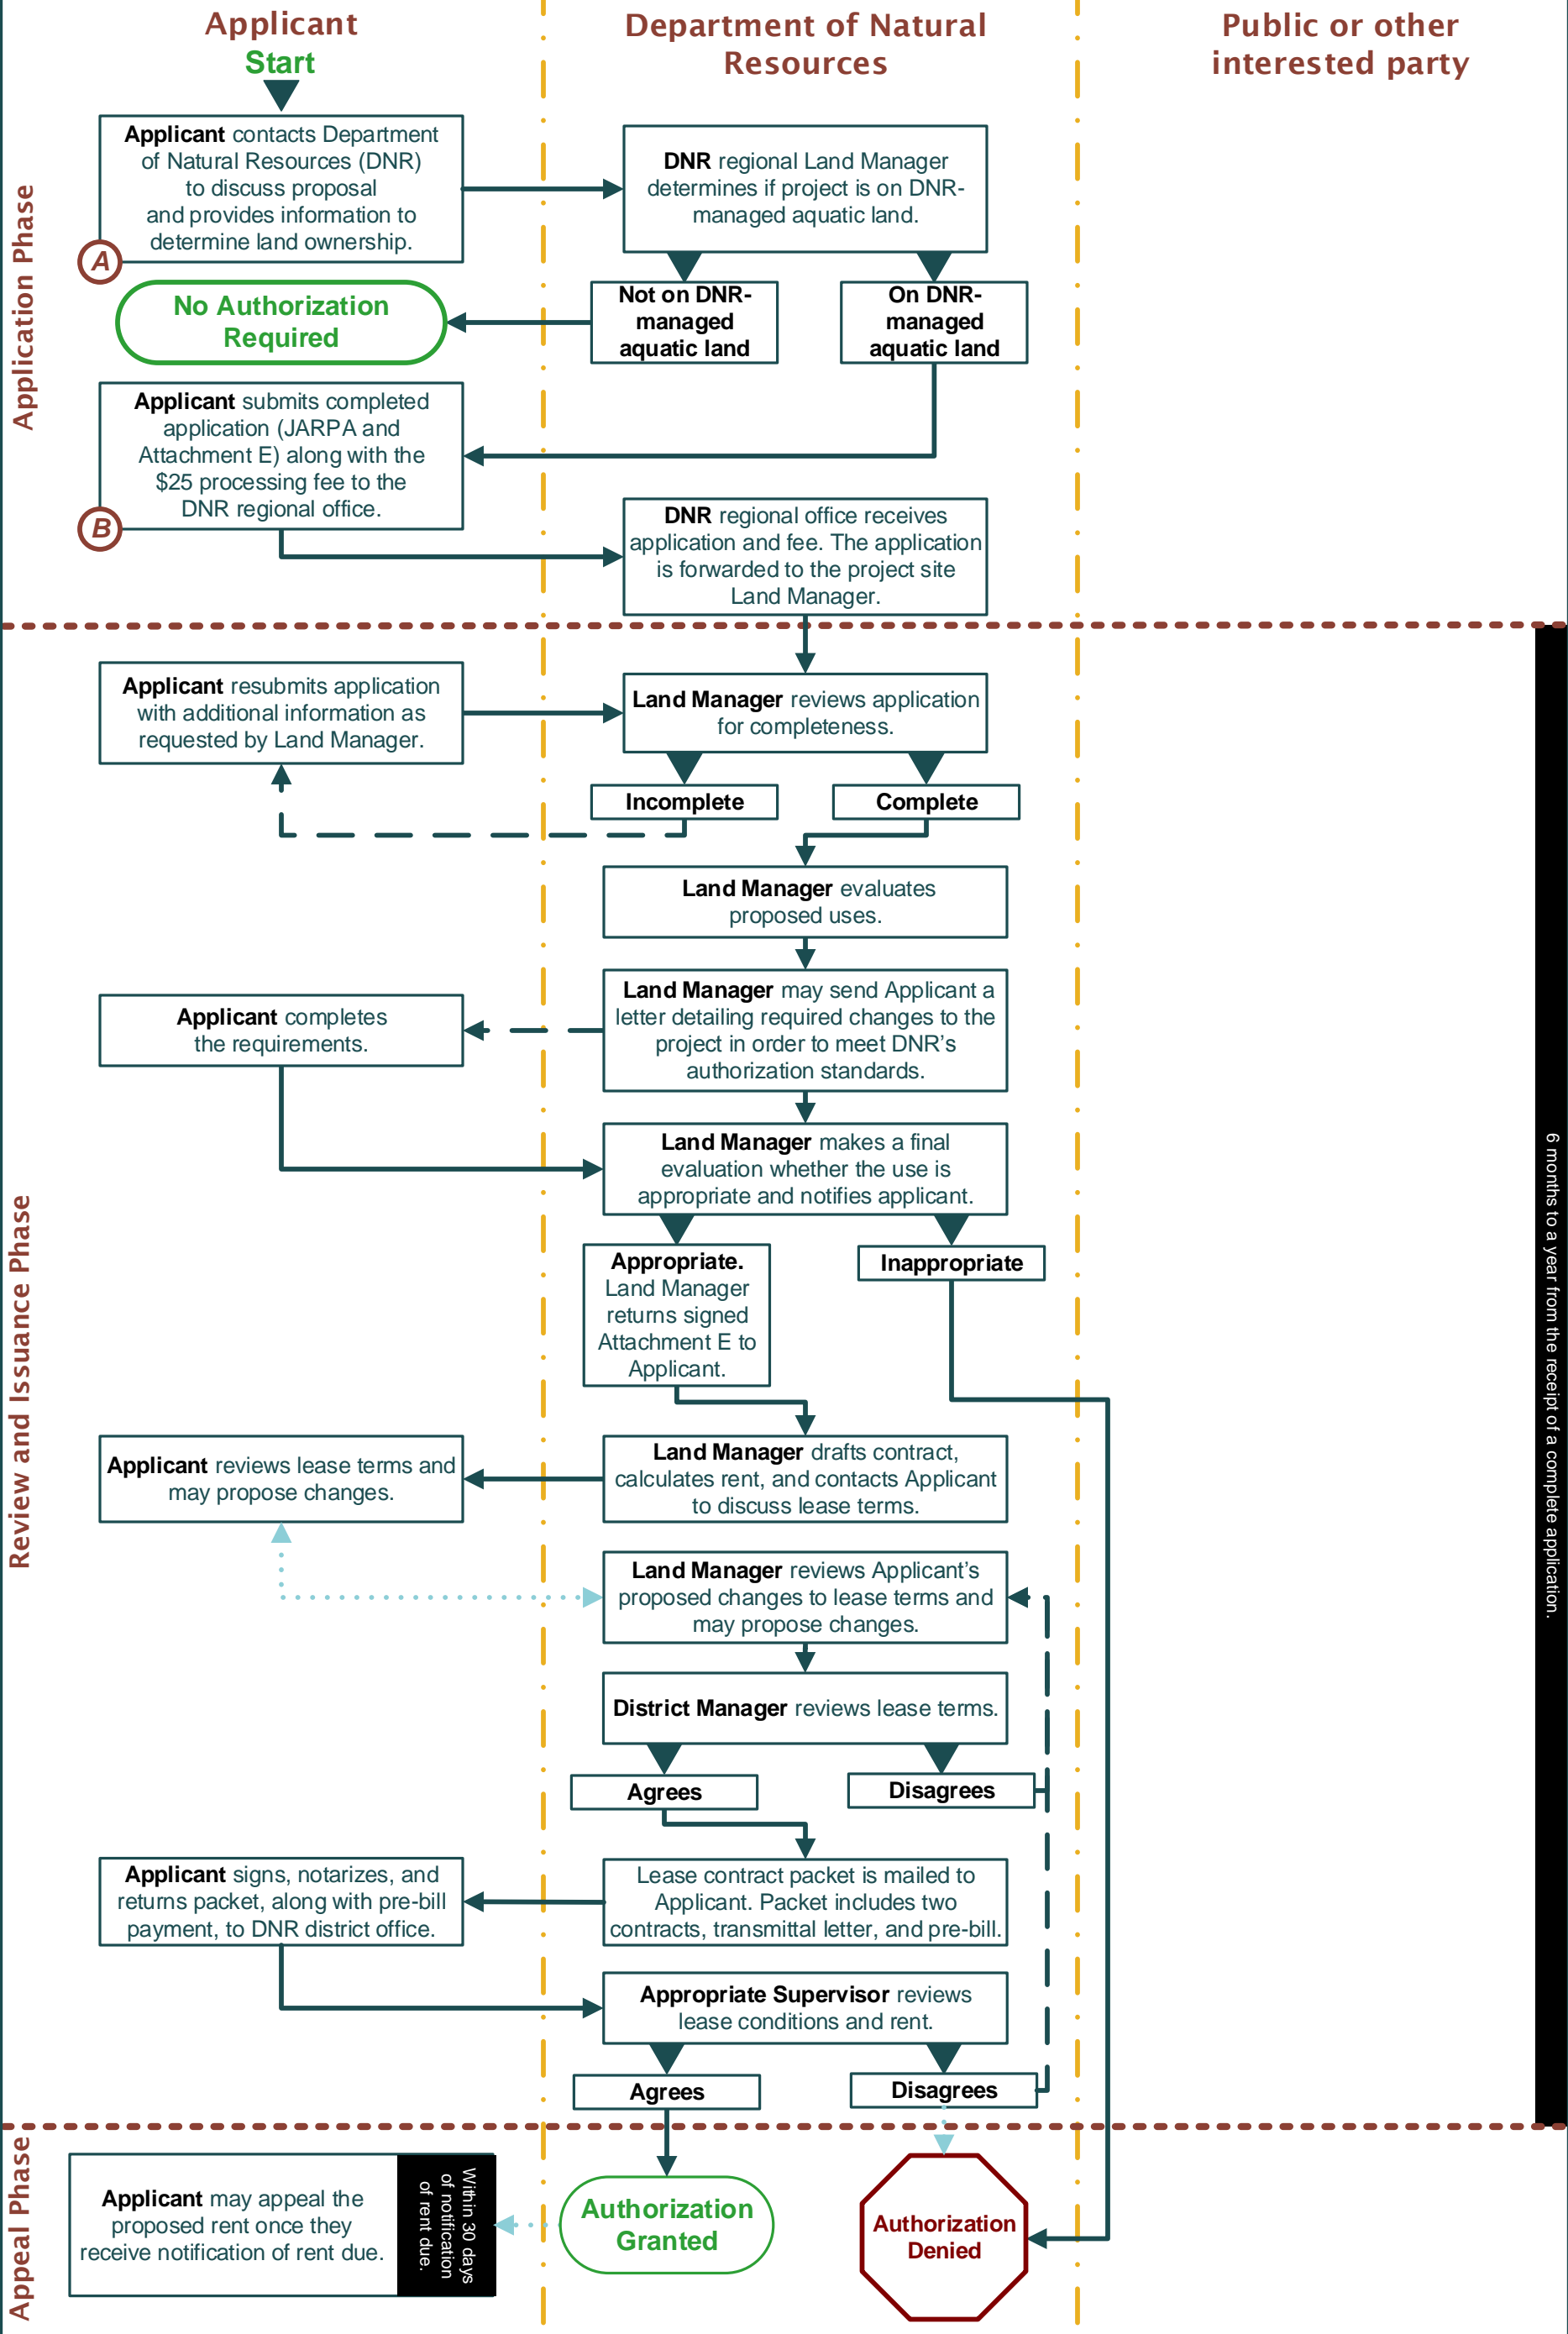 Applicant
Department of Natural
Resources
Public or other
interested party
Start
Application Phase
Applicant contacts Department
of Natural Resources (DNR)
to discuss proposal
and provides information to
determine land ownership.
A
DNR regional Land Manager
determines if project is on DNR-
managed aquatic land.
Not on DNR-
managed
aquatic land
On DNR-
managed
aquatic land
No Authorization
Required
Applicant submits completed
application (JARPA and
Attachment E) along with the
$25 processing fee to the
DNR regional office.
B
DNR regional office receives
application and fee. The application
is forwarded to the project site
Land Manager.
Review and Issuance Phase
6 months to a year from the receipt of a complete application.
Applicant resubmits application
with additional information as
requested by Land Manager.
Land Manager reviews application
for completeness.
Incomplete
Complete
Land Manager evaluates
proposed uses.
Land Manager may send Applicant a
letter detailing required changes to the
project in order to meet DNR’s
authorization standards.
Applicant completes
the requirements.
Land Manager makes a final
evaluation whether the use is
appropriate and notifies applicant.
Appropriate.
Land Manager
returns signed
Attachment E to
Applicant.
Inappropriate
Land Manager drafts contract,
calculates rent, and contacts Applicant
to discuss lease terms.
Applicant reviews lease terms and
may propose changes.
Land Manager reviews Applicant’s
proposed changes to lease terms and
may propose changes.
District Manager reviews lease terms.
Agrees
Disagrees
Lease contract packet is mailed to
Applicant. Packet includes two
contracts, transmittal letter, and pre-bill.
Applicant signs, notarizes, and
returns packet, along with pre-bill
payment, to DNR district office.
Appropriate Supervisor reviews
lease conditions and rent.
Agrees
Disagrees
Appeal Phase
Applicant may appeal the
proposed rent once they
receive notification of rent due.
Within 30 days
of notification
of rent due.
Authorization
Granted
Authorization
Denied